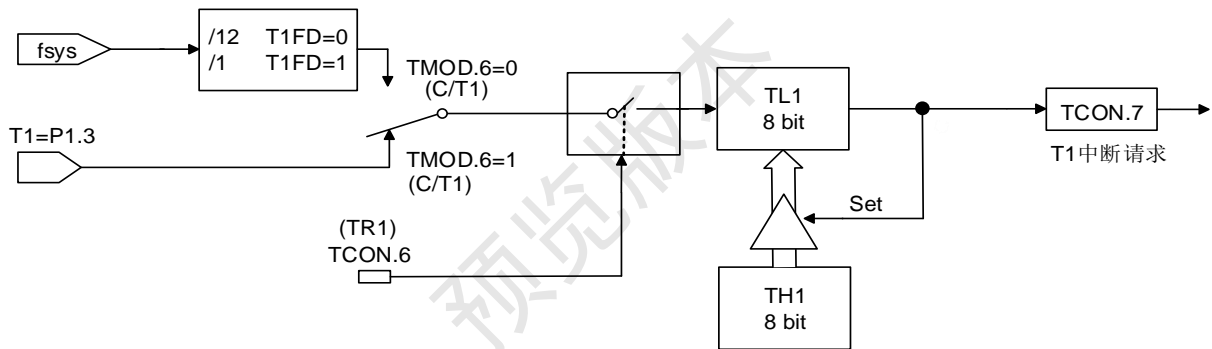 fsys
/12 T1FD=0
/1 T1FD=1
TMOD.6=0
(C/T1)
T1=P1.3
TMOD.6=1
(C/T1)
(TR1)
TCON.6
TL1
8 bit
Set
TH1
8 bit
TCON.7
T1中断请求
预览版本